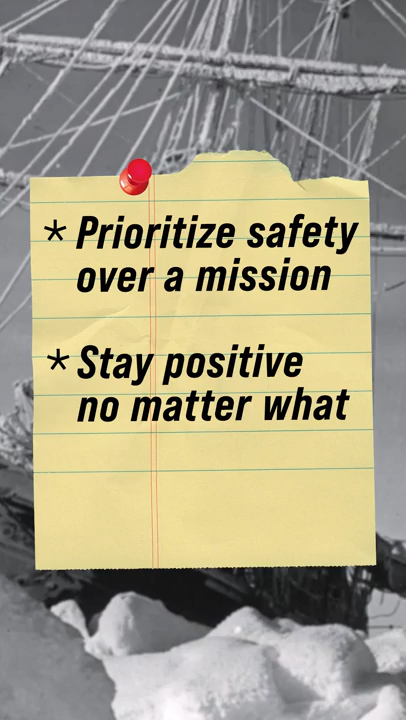 * Prioritize safety
over a mission
* Stay positive
no matter what